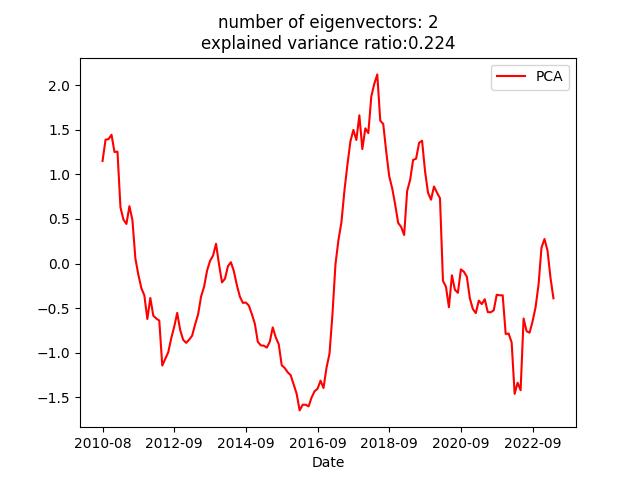 number of eigenvectors: 2
explained variance ratio:0.224
PCA
2.0
1.5
1.0
0.5
0.0
−0.5
−1.0
−1.5
2010-08 2012-09 2014-09 2016-09 2018-09 2020-09 2022-09
Date